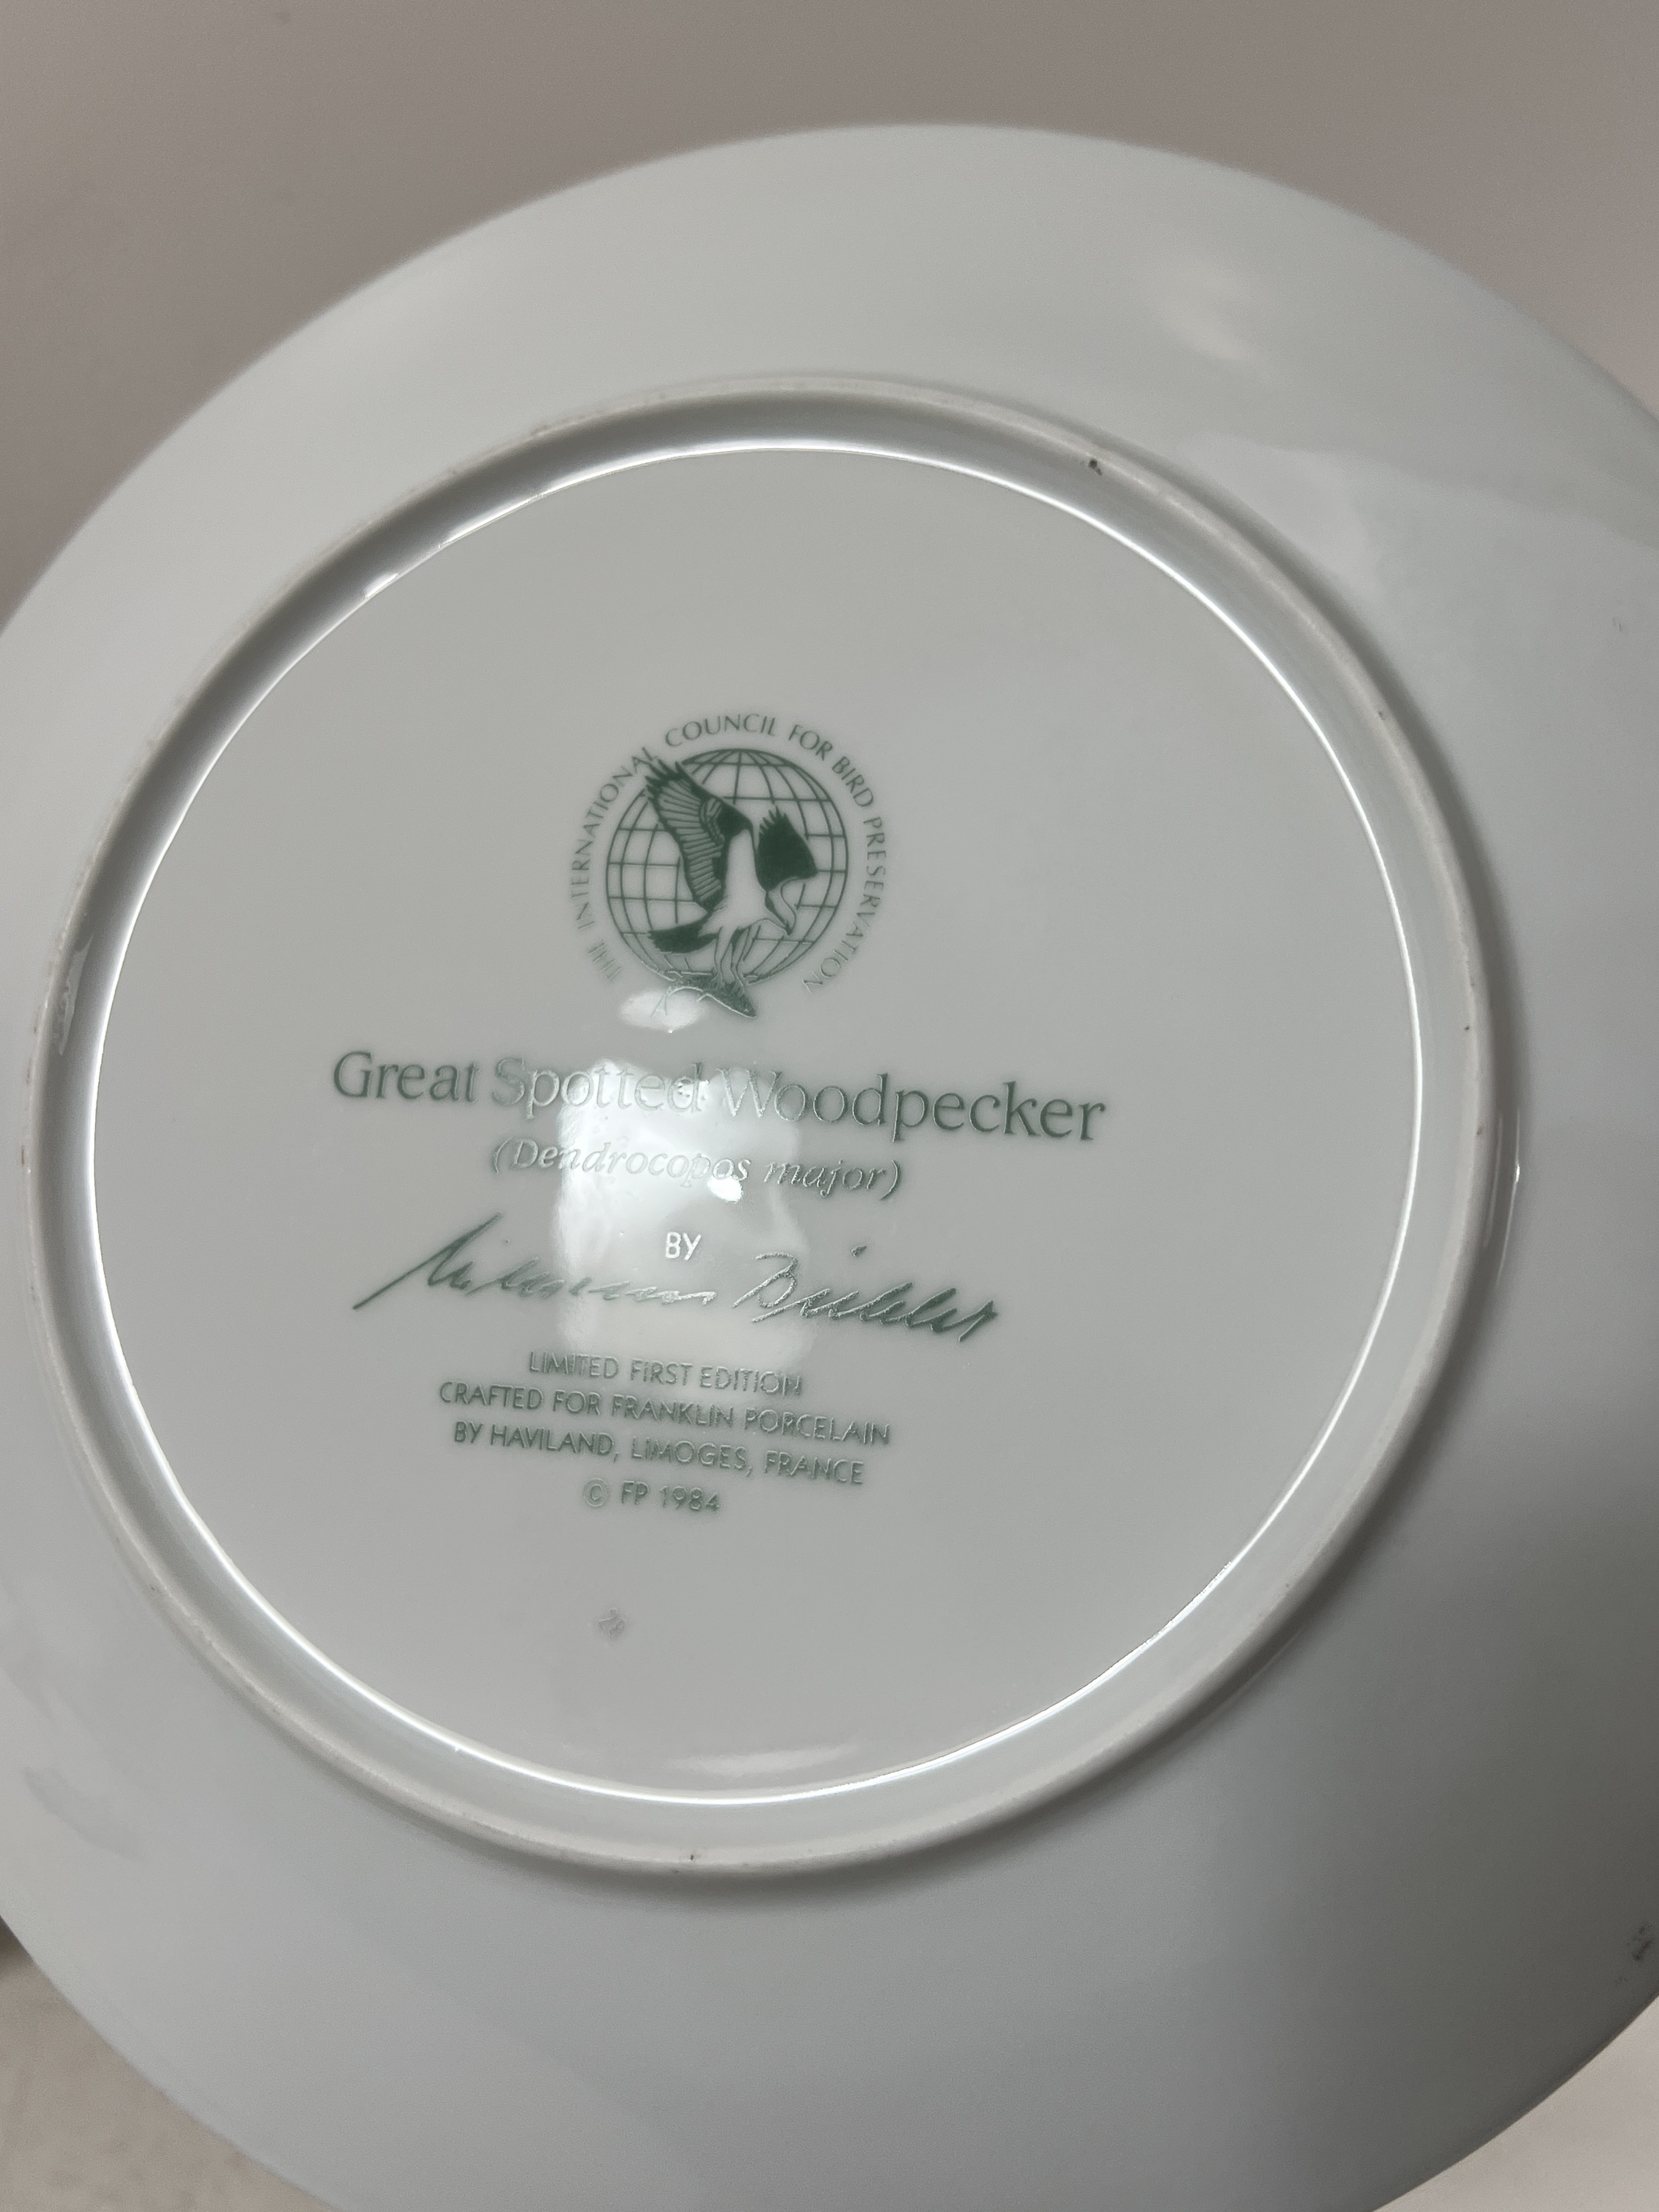 THE INTERNATIONAL COUNCIL FOR BIRD PRESERVATION
Great Spotted Woodpecker
(Dendrocopos major)
BY
LIMITED FIRST EDITION
CRAFTED FOR FRANKLIN PORCELAIN
BY HAVILAND, LIMOGES, FRANCE
© FP 1984